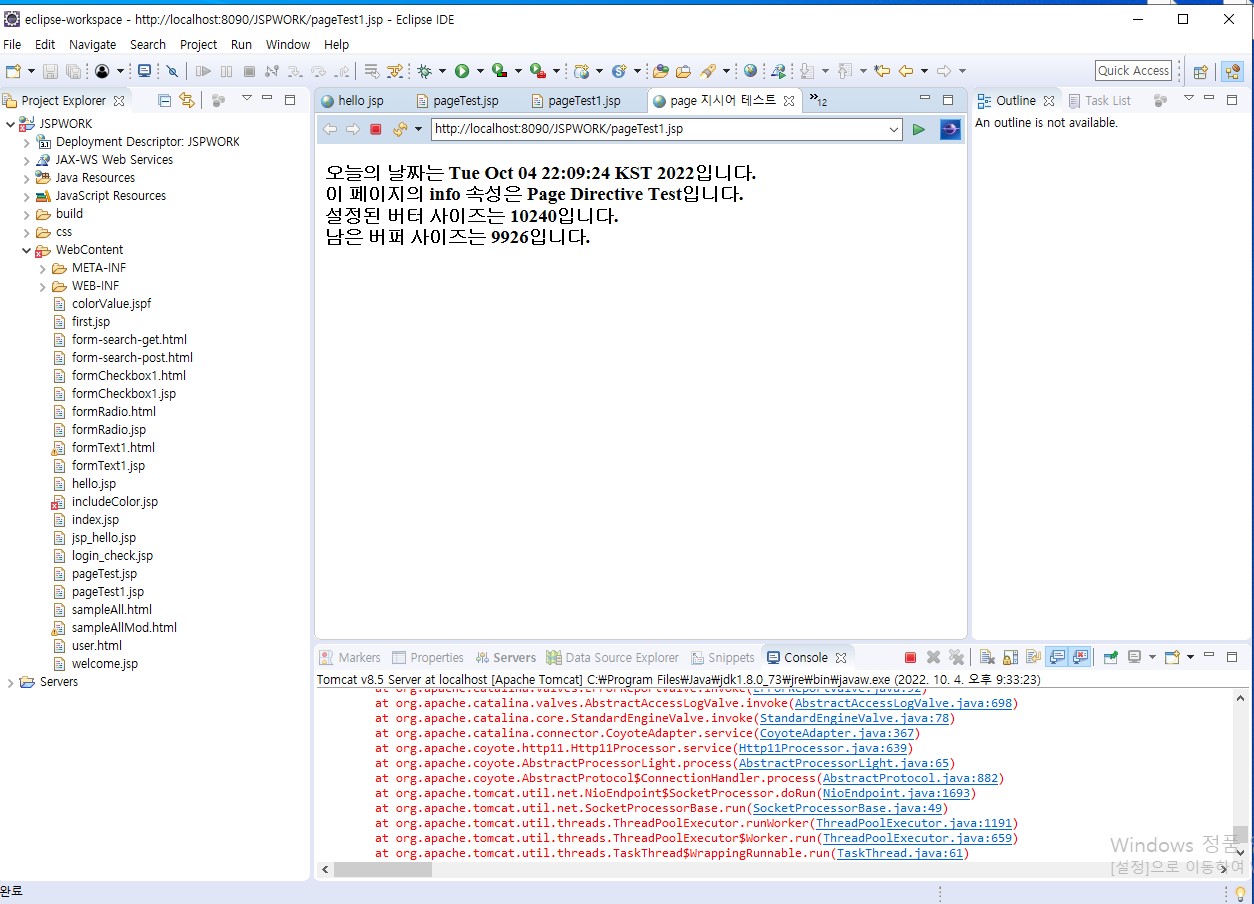 eclipse-workspace - http://localhost:8090/JSPWORK/pageTest1.jsp - Eclipse IDE
File Edit Navigate Search Project Run Window Help
Quick Access
Project Explorer
JSPWORK
Deployment Descriptor: JSPWORK
JAX-WS Web Services
Java Resources
JavaScript Resources
build
css
WebContent
META-INF
WEB-INF
colorValue.jspf
first.jsp
form-search-get.html
form-search-post.html
formCheckbox1.html
formCheckbox1.jsp
formRadio.html
formRadio.jsp
formText1.html
formText1.jsp
hello.jsp
includeColor.jsp
index.jsp
jsp_hello.jsp
login_check.jsp
pageTest.jsp
pageTest1.jsp
sampleAll.html
sampleAllMod.html
user.html
welcome.jsp
Servers
hello jsp pageTest.jsp pageTest1.jsp page 지시어 테스트 »12
http://localhost:8090/JSPWORK/pageTest1.jsp
오늘의 날짜는 Tue Oct 04 22:09:24 KST 2022입니다.
이 페이지의 info 속성은 Page Directive Test입니다.
설정된 버터 사이즈는 10240입니다.
남은 버퍼 사이즈는 9926입니다.
Outline Task List
An outline is not available.
Markers Properties Servers Data Source Explorer Snippets Console
Tomcat v8.5 Server at localhost [Apache Tomcat] C:₩Program Files₩Java₩jdk1.8.0_73₩jre₩bin₩javaw.exe (2022. 10. 4. 오후 9:33:23)
at org.apache.catalina.valves.ErrorReportValve.invoke(ErrorReportValve.java:92)
at org.apache.catalina.valves.AbstractAccessLogValve.invoke(AbstractAccessLogValve.java:698)
at org.apache.catalina.core.StandardEngineValve.invoke(StandardEngineValve.java:78)
at org.apache.catalina.connector.CoyoteAdapter.service(CoyoteAdapter.java:367)
at org.apache.coyote.http11.Http11Processor.service(Http11Processor.java:639)
at org.apache.coyote.AbstractProcessorLight.process(AbstractProcessorLight.java:65)
at org.apache.coyote.AbstractProtocol$ConnectionHandler.process(AbstractProtocol.java:882)
at org.apache.tomcat.util.net.NioEndpoint$SocketProcessor.doRun(NioEndpoint.java:1693)
at org.apache.tomcat.util.net.SocketProcessorBase.run(SocketProcessorBase.java:49)
at org.apache.tomcat.util.threads.ThreadPoolExecutor.runWorker(ThreadPoolExecutor.java:1191)
at org.apache.tomcat.util.threads.ThreadPoolExecutor$Worker.run(ThreadPoolExecutor.java:659)
at org.apache.tomcat.util.threads.TaskThread$WrappingRunnable.run(TaskThread.java:61)
Windows 정품
[설정]으로 이동하여
완료